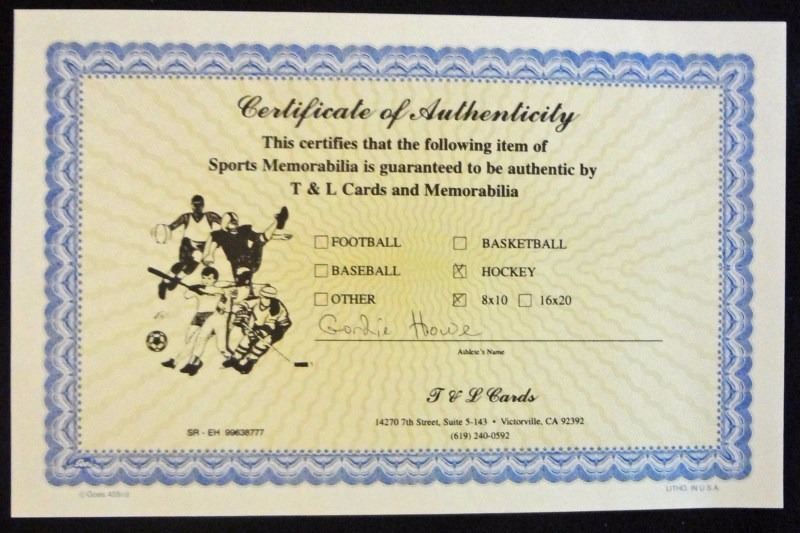 Certificate of Authenticity
This certifies that the following item of
Sports Memorabilia is guaranteed to be authentic by
T & L Cards and Memorabilia
FOOTBALL BASKETBALL
BASEBALL HOCKEY
OTHER 8x10 16x20
Gordie Howe
Athlete's Name
T & L Cards
14270 7th Street, Suite 5-143 • Victorville, CA 92392
(619) 240-0592
SR - EH 99638777
© Goes
LITHO. IN U.S.A.